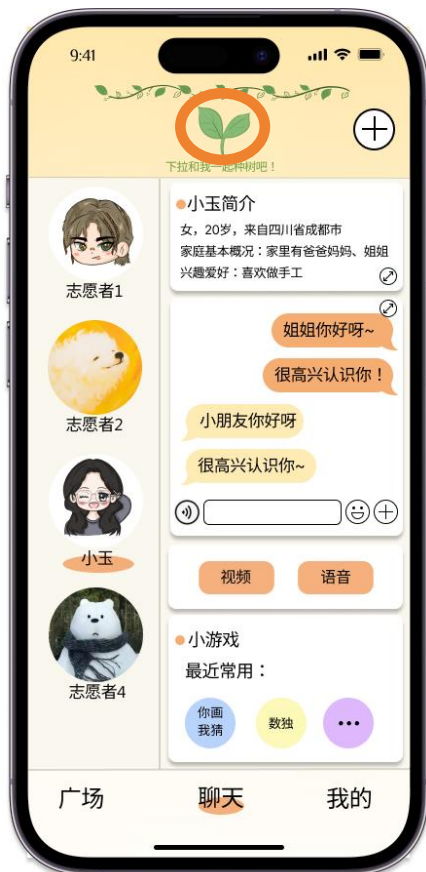 9:41
下拉和我一起种树吧！
志愿者1
志愿者2
小玉
志愿者4
小玉简介
女，20岁，来自四川省成都市
家庭基本概况：家里有爸爸妈妈、姐姐
兴趣爱好：喜欢做手工
姐姐你好呀~
很高兴认识你！
小朋友你好呀
很高兴认识你~
视频
语音
小游戏
最近常用：
你画
我猜
数独
广场
聊天
我的